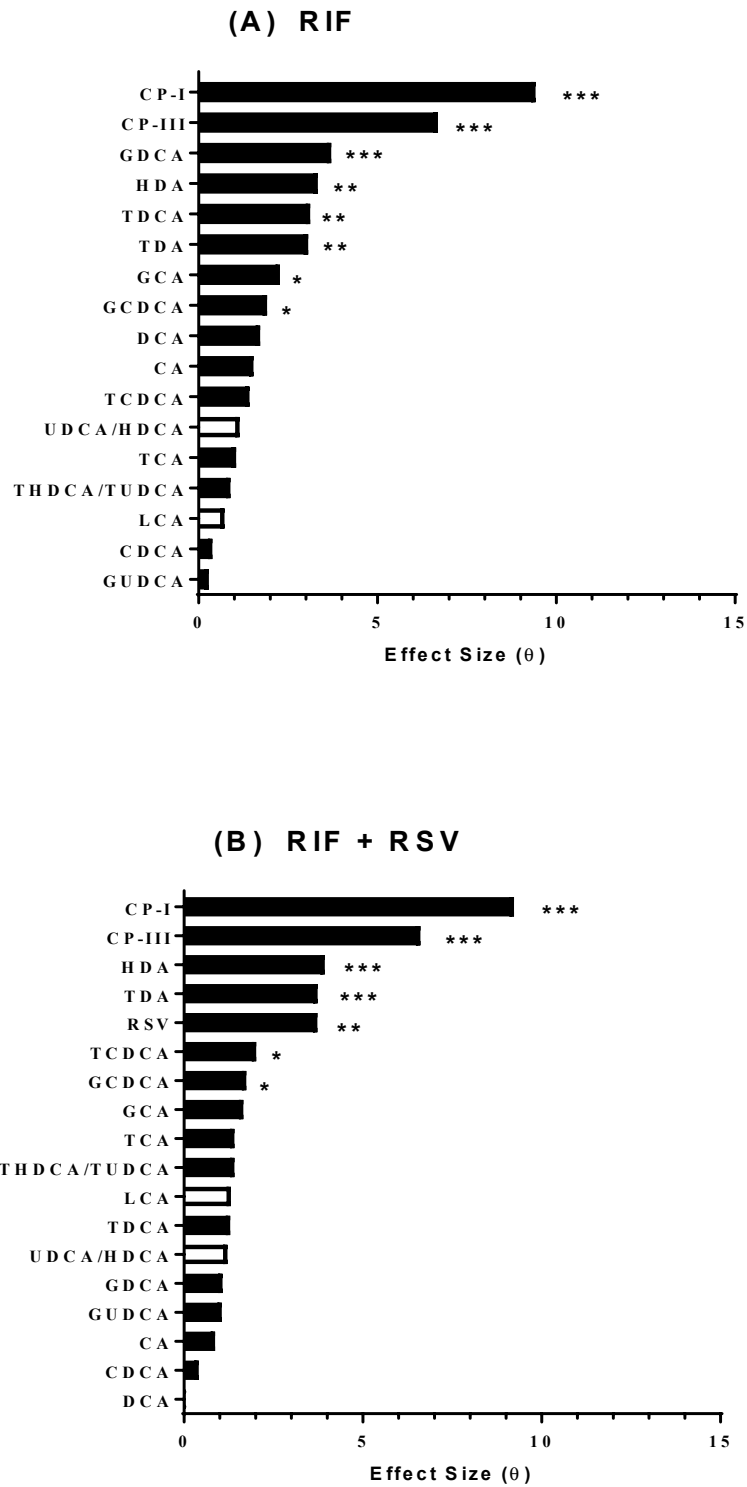 (A) RIF
CP-I ***
CP-III ***
GDCA ***
HDA **
TDCA **
TDA **
GCA *
GCDCA *
DCA
CA
TCDCA
UDCA/HDCA
TCA
THDCA/TUDCA
LCA
CDCA
GUDCA
0 5 10 15
Effect Size (θ)
(B) RIF + RSV
CP-I ***
CP-III ***
HDA ***
TDA ***
RSV **
TCDCA *
GCDCA *
GCA
TCA
THDCA/TUDCA
LCA
TDCA
UDCA/HDCA
GDCA
GUDCA
CA
CDCA
DCA
0 5 10 15
Effect Size (θ)